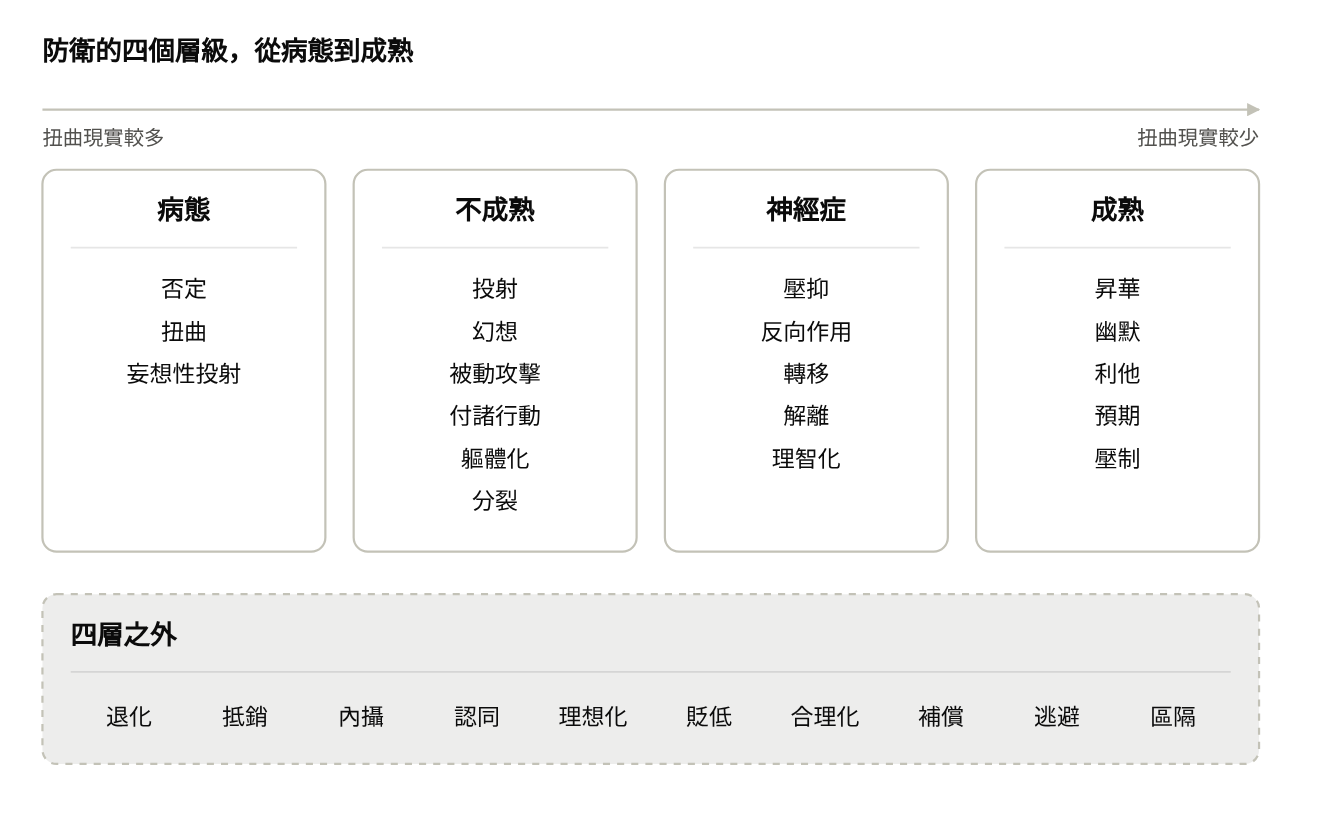 防衛的四個層級，從病態到成熟
扭曲現實較多
扭曲現實較少
病態
否定
扭曲
妄想性投射
不成熟
投射
幻想
被動攻擊
付諸行動
軀體化
分裂
神經症
壓抑
反向作用
轉移
解離
理智化
成熟
昇華
幽默
利他
預期
壓制
四層之外
退化
抵銷
內攝
認同
理想化
貶低
合理化
補償
逃避
區隔